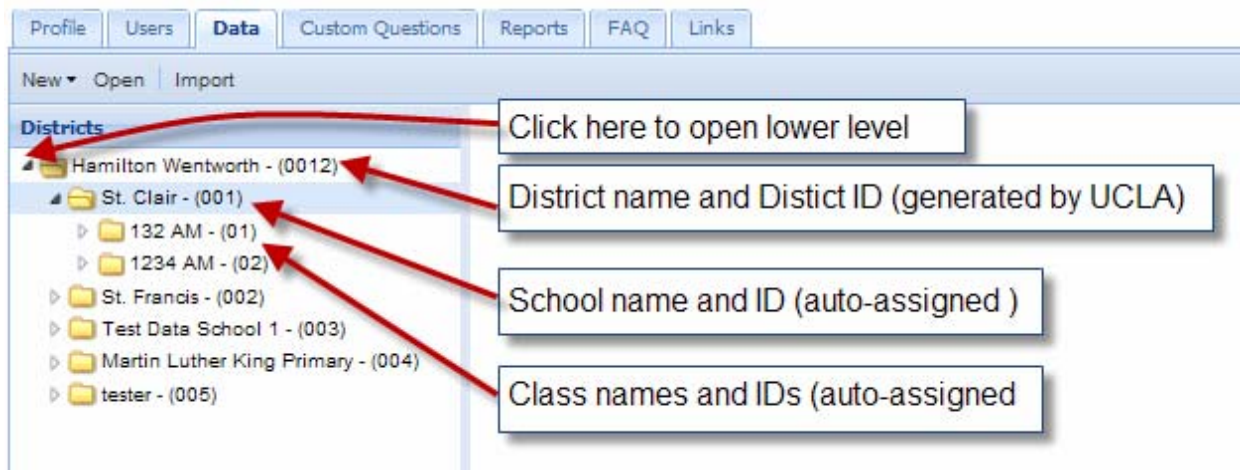 Profile Users Data Custom Questions Reports FAQ Links
New Open Import
Districts
Hamilton Wentworth - (0012)
St. Clair - (001)
132 AM - (01)
1234 AM - (02)
St. Francis - (002)
Test Data School 1 - (003)
Martin Luther King Primary - (004)
tester - (005)
Click here to open lower level
District name and Distict ID (generated by UCLA)
School name and ID (auto-assigned )
Class names and IDs (auto-assigned